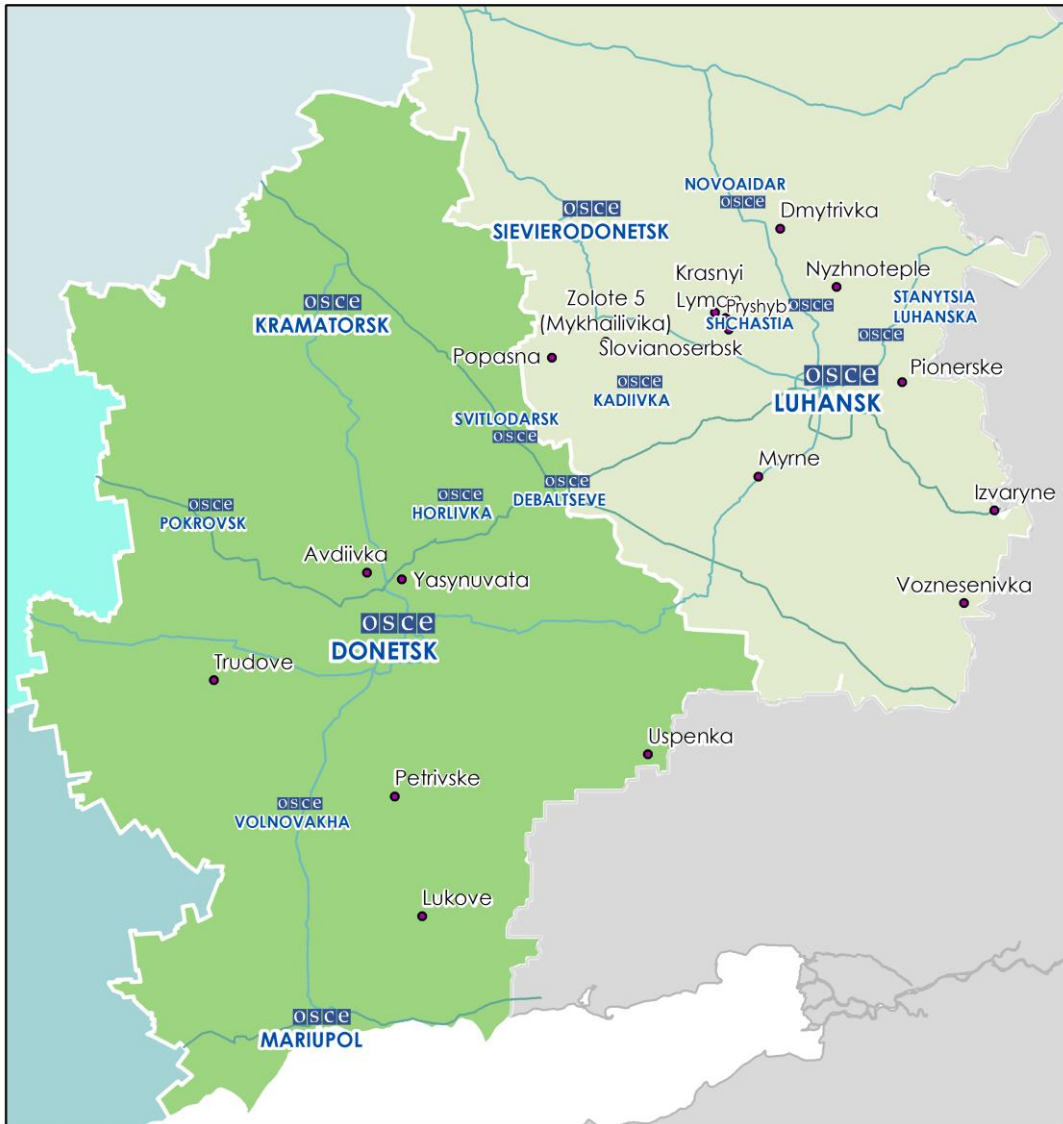 NOVOAIDAR
osce
Dmytrivka
osce
SIEVIERODONETSK
Krasnyi
Lyman
Nyzhnoteple
osce
KRAMATORSK
Zolote 5
(Mykhailivika)
Pryshyb
osce
SHCHASTIA
STANYTSIA
LUHANSKA
osce
Popasna
Slovianoserbsk
osce
KADIIVKA
osce
LUHANSK
Pionerske
SVITLODARSK
osce
Myrne
osce
DEBALTSEVE
osce
HORLIVKA
osce
POKROVSK
Izvaryne
Avdiivka
Yasynuvata
Voznesenivka
osce
DONETSK
Trudove
Uspenka
Petrivske
osce
VOLNOVAKHA
Lukove
osce
MARIUPOL